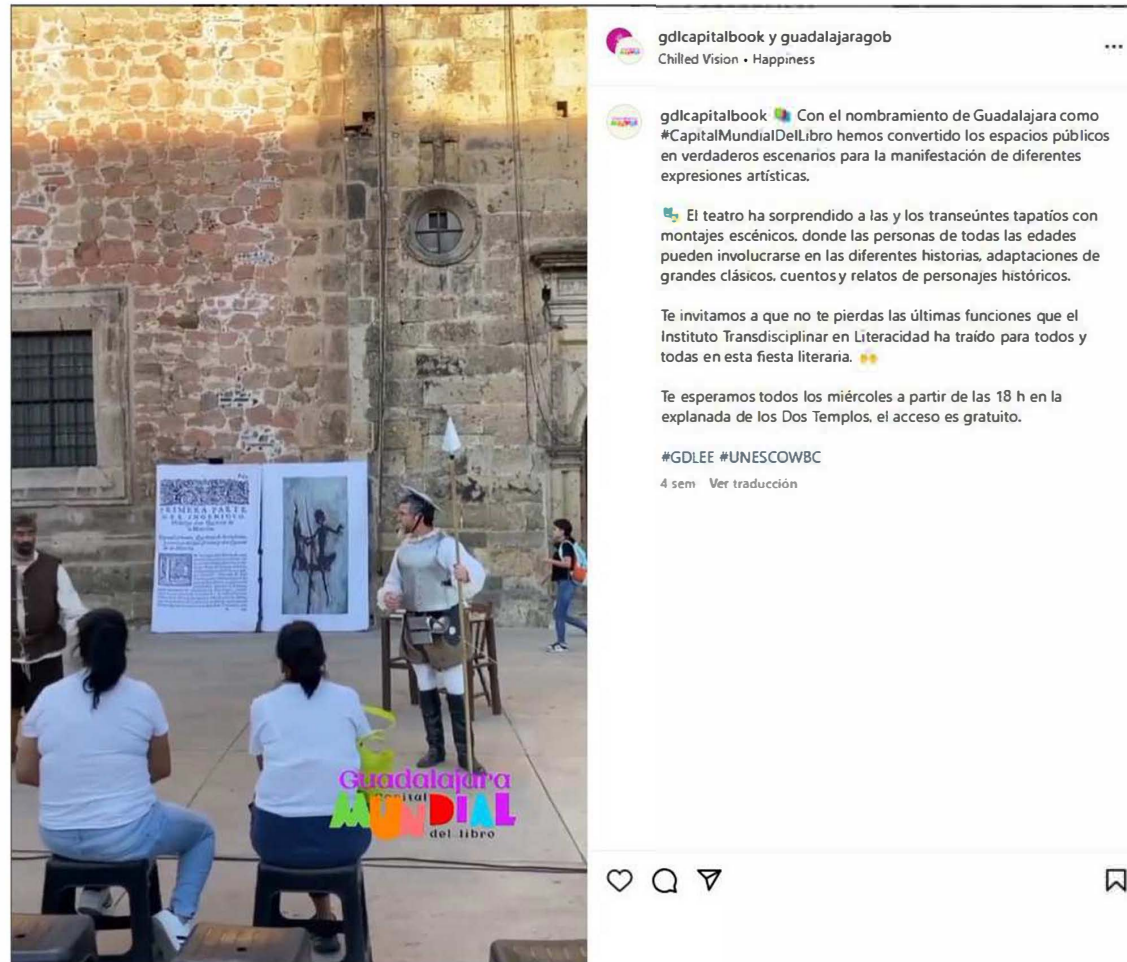 gdlcapitalbook y guadalajaragob
Chilled Vision • Happiness
gdlcapitalbook Con el nombramiento de Guadalajara como
#CapitalMundialDelLibro hemos convertido los espacios públicos
en verdaderos escenarios para la manifestación de diferentes
expresiones artísticas.
El teatro ha sorprendido a las y los transeúntes tapatíos con
montajes escénicos, donde las personas de todas las edades
pueden involucrarse en las diferentes historias, adaptaciones de
grandes clásicos, cuentos y relatos de personajes históricos.
Te invitamos a que no te pierdas las últimas funciones que el
Instituto Transdisciplinar en Literacidad ha traído para todos y
todas en esta fiesta literaria.
Te esperamos todos los miércoles a partir de las 18 h en la
explanada de los Dos Templos, el acceso es gratuito.
#GDLEE #UNESCOWBC
4 sem Ver traducción
PRIMERA PARTE
DEL INGENIOSO
Guadalajara
Capital
MUNDIAL
del libro